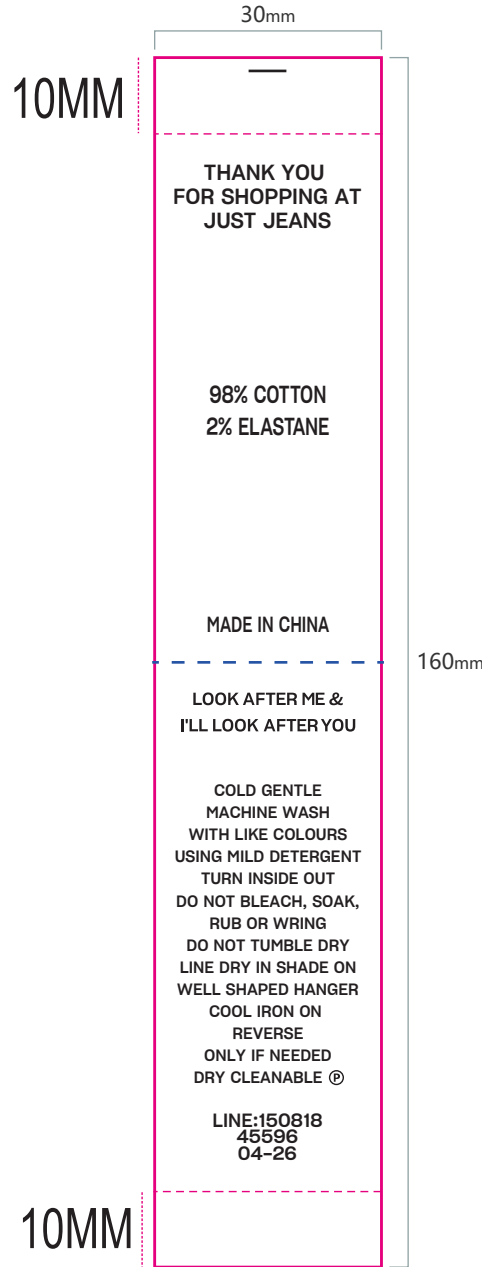 30mm
10MM
THANK YOU
FOR SHOPPING AT
JUST JEANS
98% COTTON
2% ELASTANE
MADE IN CHINA
160mm
LOOK AFTER ME &
I'LL LOOK AFTER YOU
COLD GENTLE
MACHINE WASH
WITH LIKE COLOURS
USING MILD DETERGENT
TURN INSIDE OUT
DO NOT BLEACH, SOAK,
RUB OR WRING
DO NOT TUMBLE DRY
LINE DRY IN SHADE ON
WELL SHAPED HANGER
COOL IRON ON
REVERSE
ONLY IF NEEDED
DRY CLEANABLE Ⓟ
LINE:150818
45596
04-26
10MM